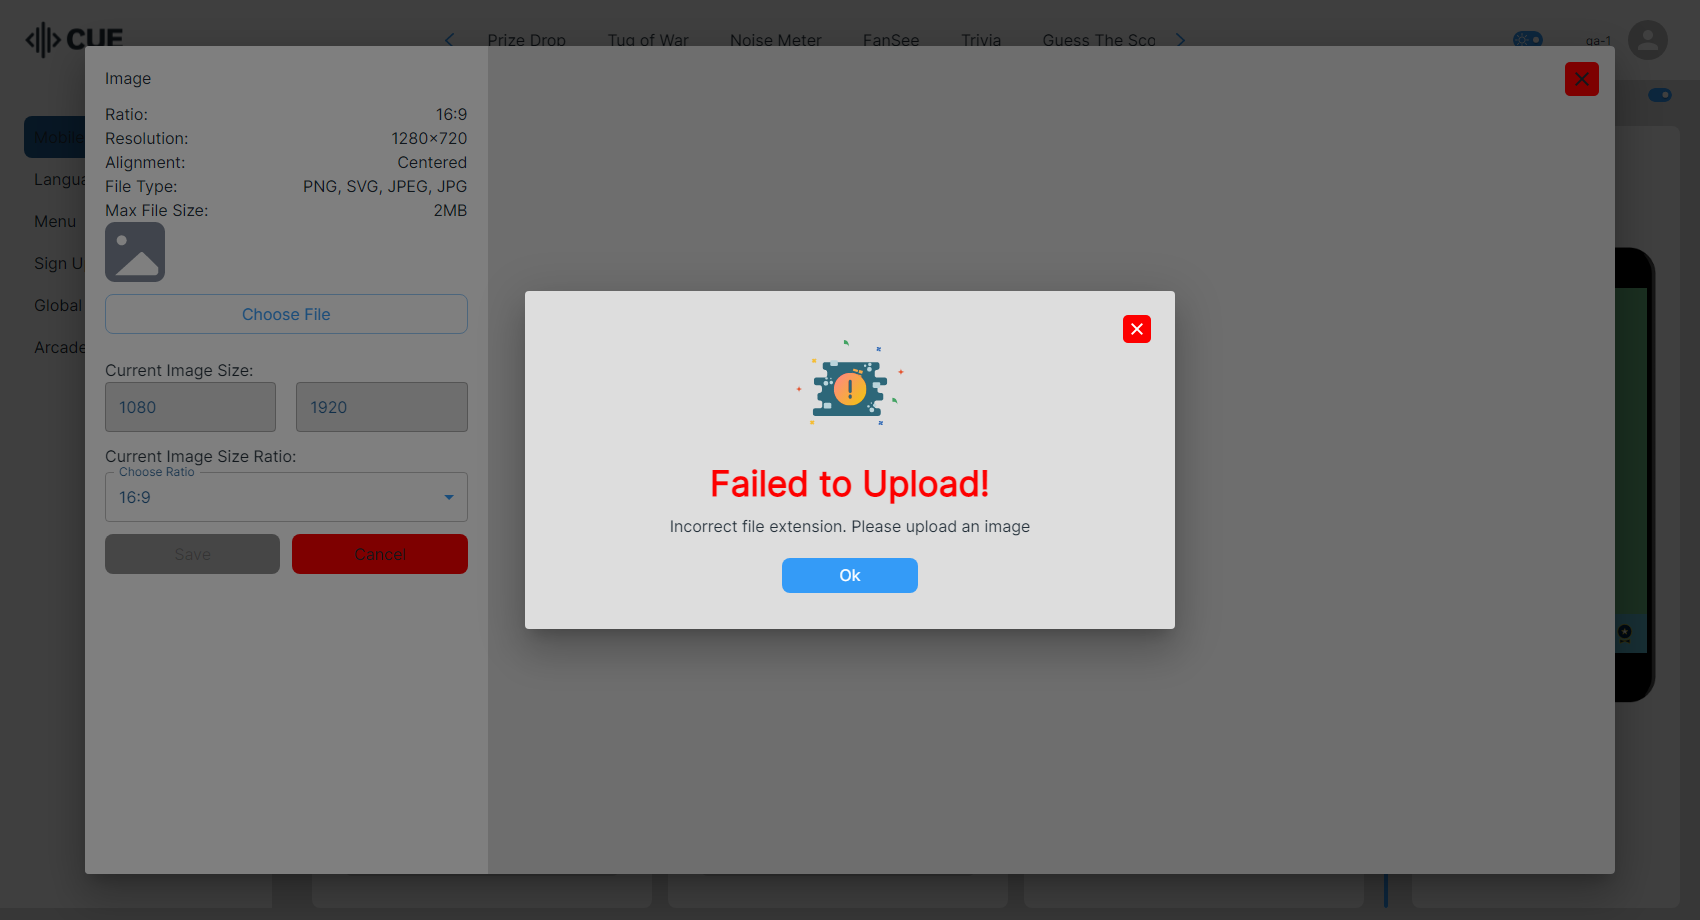 CUE
Prize Drop Tug of War Noise Meter FanSee Trivia Guess The Sco
qa-1
Mobile
Langua
Menu
Sign U
Global
Arcade
Image
Ratio: 16:9
Resolution: 1280×720
Alignment: Centered
File Type: PNG, SVG, JPEG, JPG
Max File Size: 2MB
Choose File
Current Image Size:
1080 1920
Current Image Size Ratio:
Choose Ratio
16:9
Save Cancel
Failed to Upload!
Incorrect file extension. Please upload an image
Ok